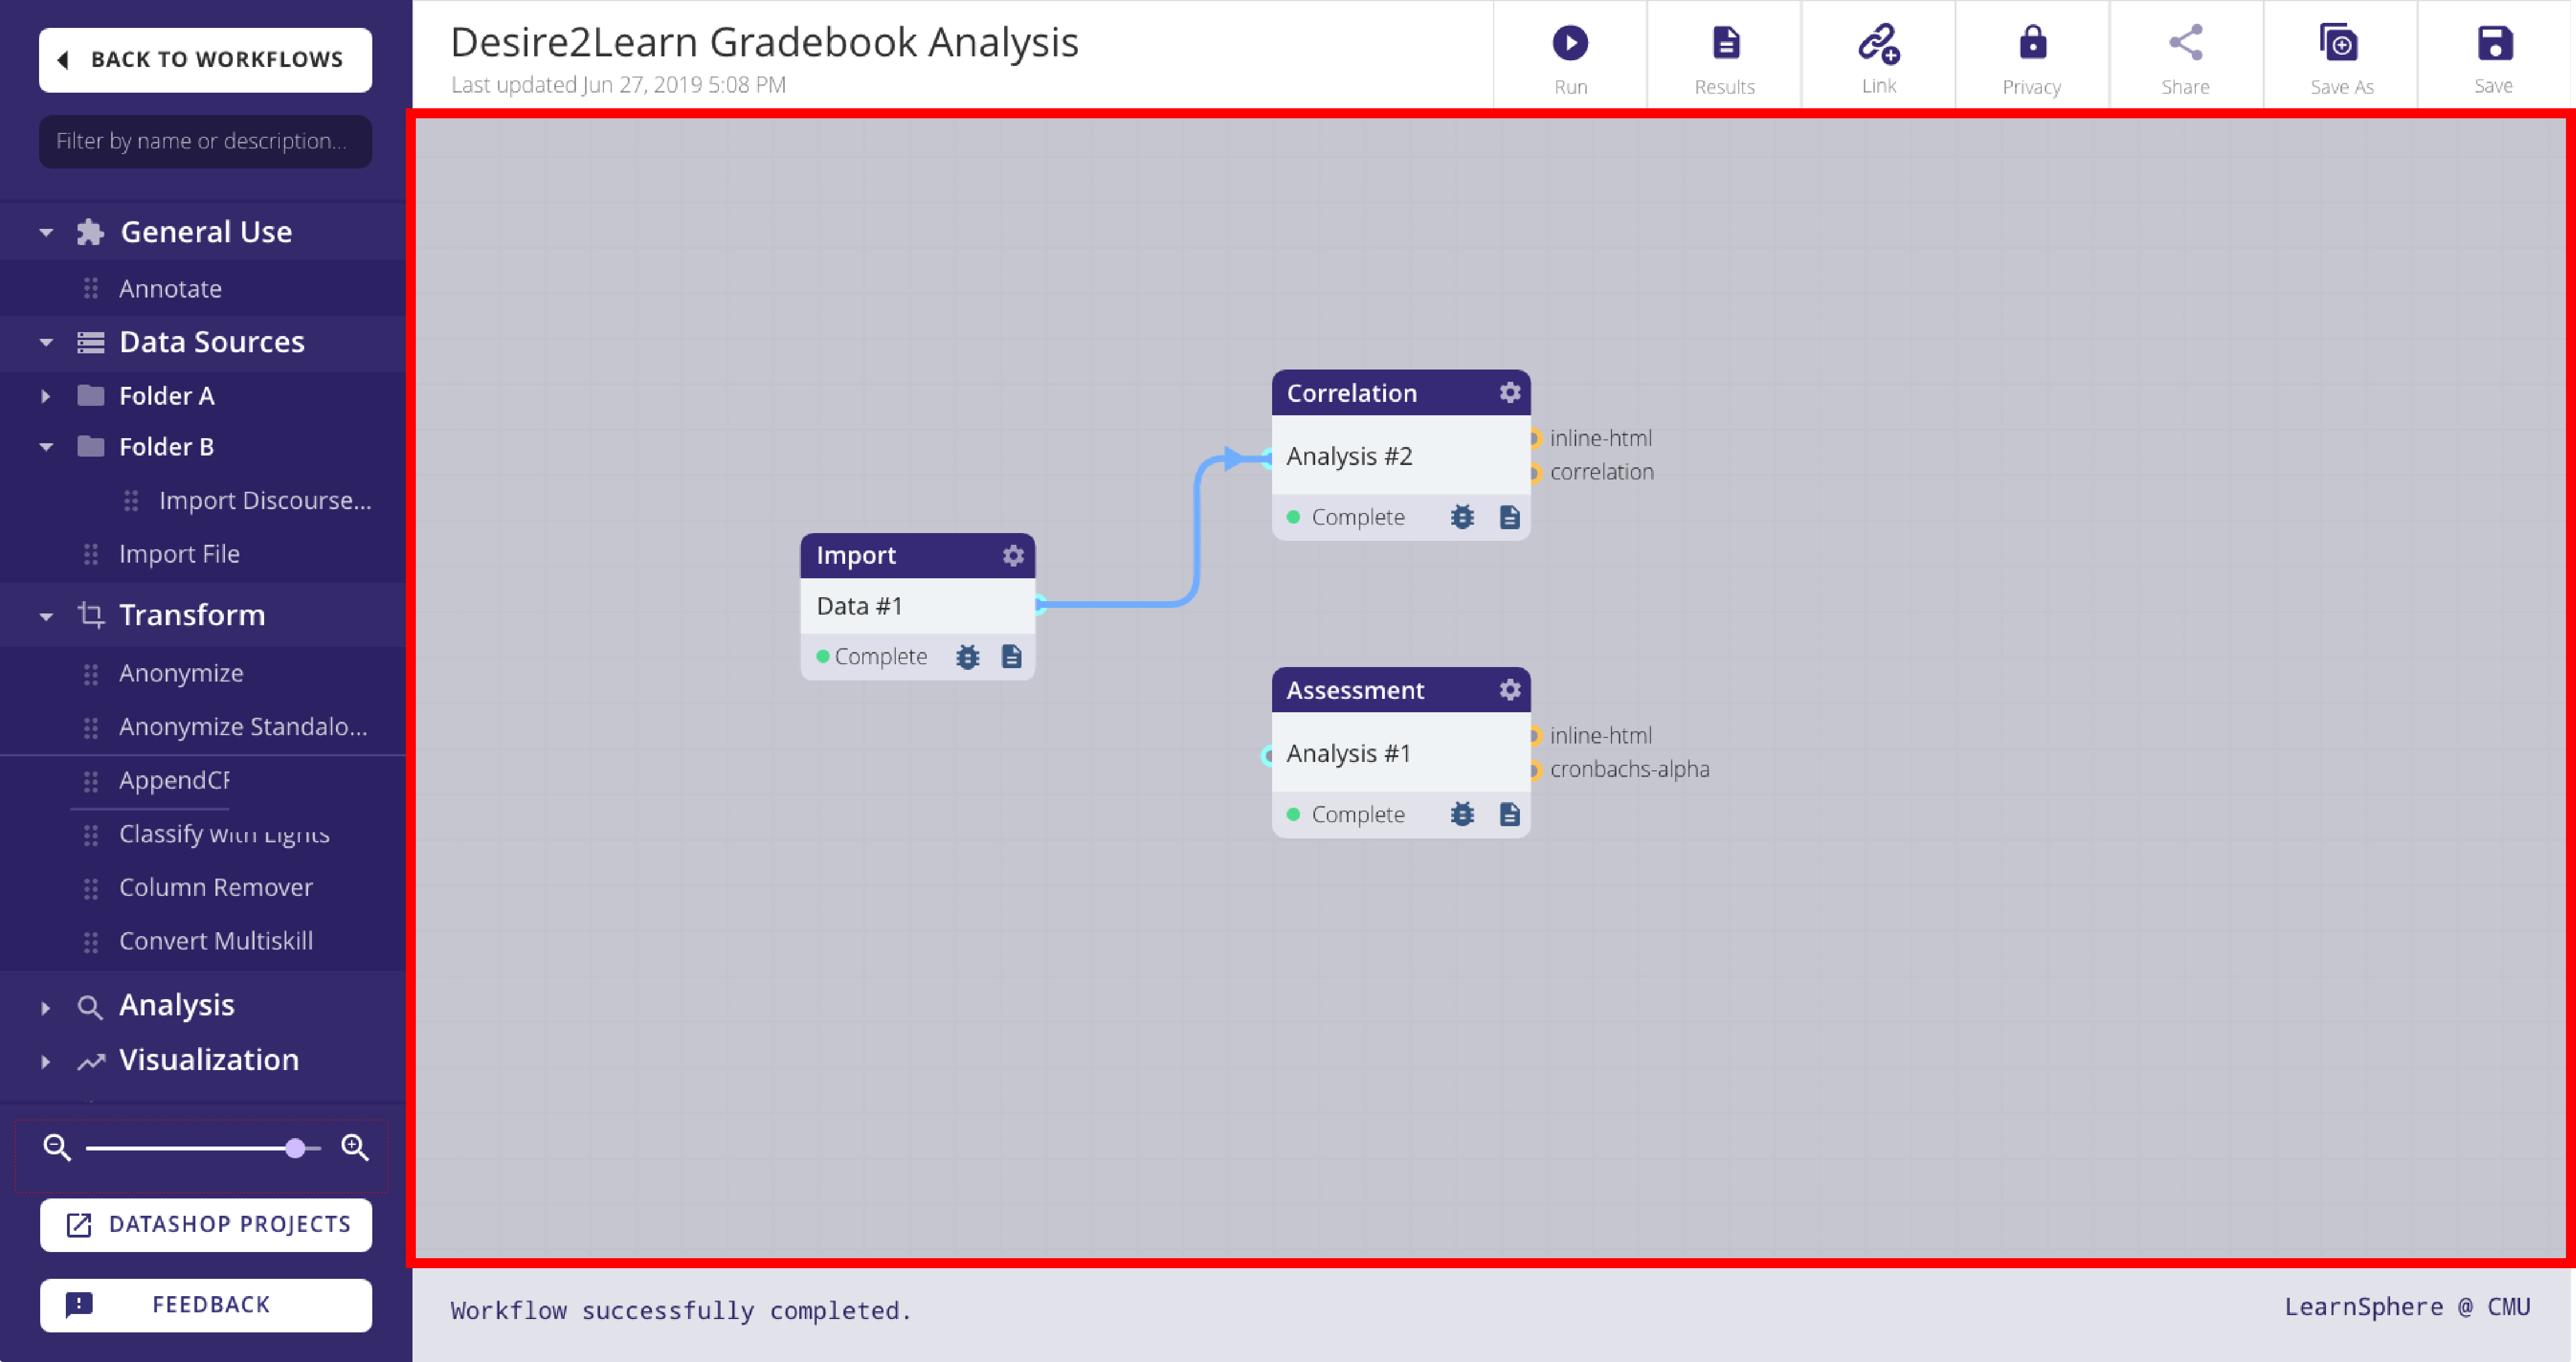 BACK TO WORKFLOWS
Filter by name or description...
General Use
Annotate
Data Sources
Folder A
Folder B
Import Discourse...
Import File
Transform
Anonymize
Anonymize Standalo...
Classify with Lights
Column Remover
Convert Multiskill
Analysis
Visualization
DATASHOP PROJECTS
FEEDBACK
Desire2Learn Gradebook Analysis
Last updated Jun 27, 2019 5:08 PM
Run
Results
Link
Privacy
Share
Save As
Save
Correlation
Analysis #2
inline-html
correlation
Complete
Import
Data #1
Complete
Assessment
Analysis #1
inline-html
cronbachs-alpha
Complete
Workflow successfully completed.
LearnSphere @ CMU